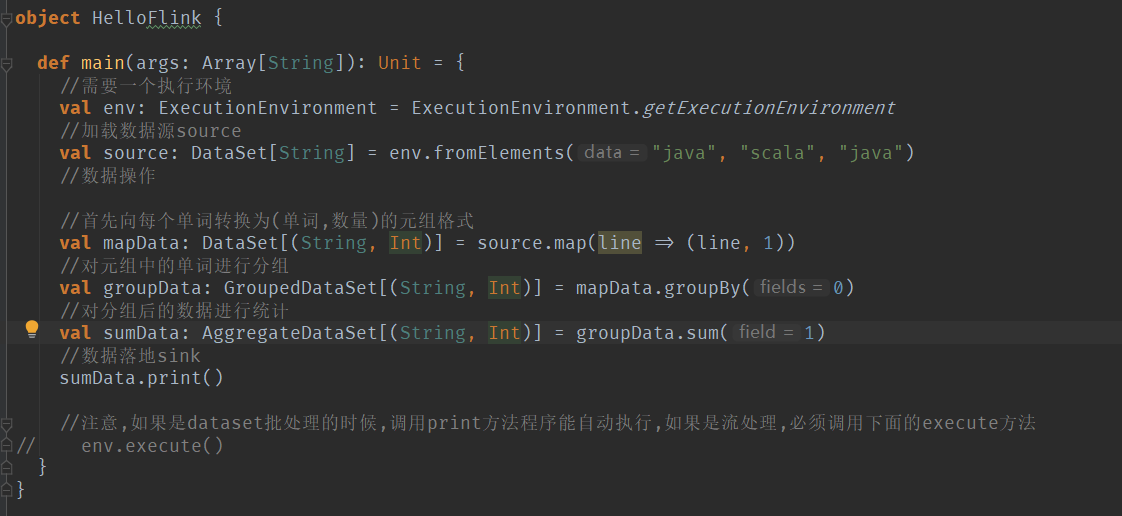 object HelloFlink {
def main(args: Array[String]): Unit = {
//需要一个执行环境
val env: ExecutionEnvironment = ExecutionEnvironment.getExecutionEnvironment
//加载数据源source
val source: DataSet[String] = env.fromElements( data = "java", "scala", "java")
//数据操作
//首先向每个单词转换为(单词,数量)的元组格式
val mapData: DataSet[(String, Int)] = source.map(line => (line, 1))
//对元组中的单词进行分组
val groupData: GroupedDataSet[(String, Int)] = mapData.groupBy( fields = 0)
//对分组后的数据进行统计
val sumData: AggregateDataSet[(String, Int)] = groupData.sum( field = 1)
//数据落地sink
sumData.print()
//注意,如果是dataset批处理的时候,调用print方法程序能自动执行,如果是流处理,必须调用下面的execute方法
// env.execute()
}
}